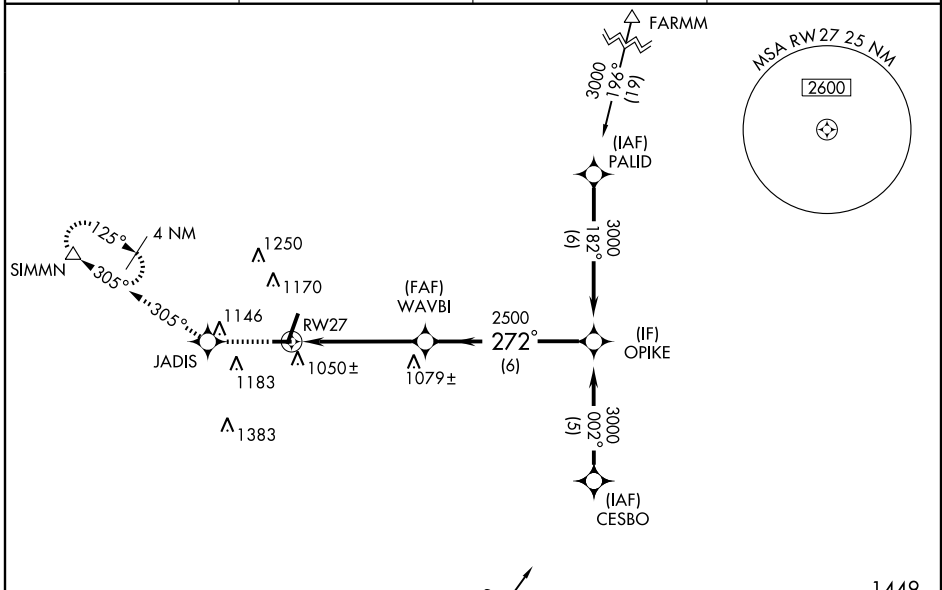 FARMM
3000
196°
(16)
MSA RW27 25 NM
2600
(IAF)
PALID
3000
182°
(6)
125°
4 NM
SIMMN
305°
305°
1250
1170
1146
RW27
JADIS
1183
1050±
1383
(FAF)
WAVBI
1079±
2500
272°
(6)
(IF)
OPIKE
3000
002°
(5)
(IAF)
CESBO
1449